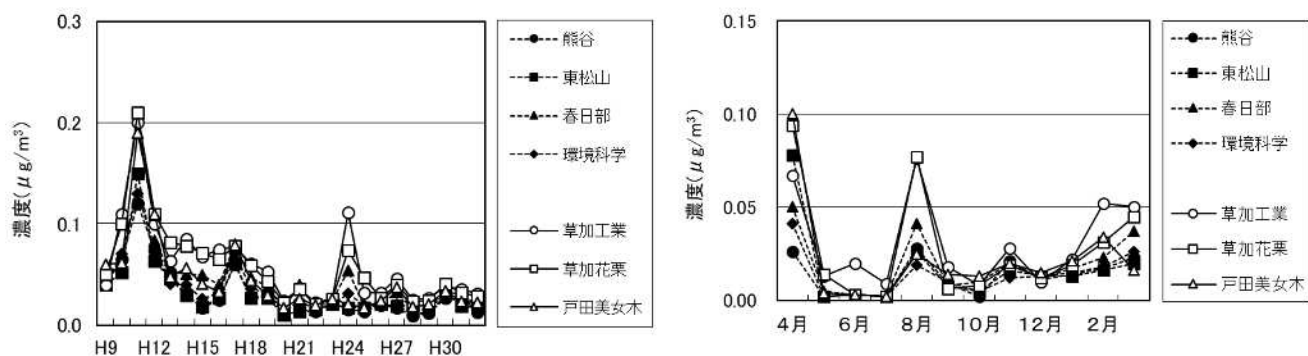 0.3
0.2
0.1
0.0
濃度(μg/m³)
H9 H12 H15 H18 H21 H24 H27 H30
熊谷
東松山
春日部
環境科学
草加工業
草加花栗
戸田美女木
0.15
0.10
0.05
0.00
濃度(μg/m³)
4月 6月 8月 10月 12月 2月
熊谷
東松山
春日部
環境科学
草加工業
草加花栗
戸田美女木